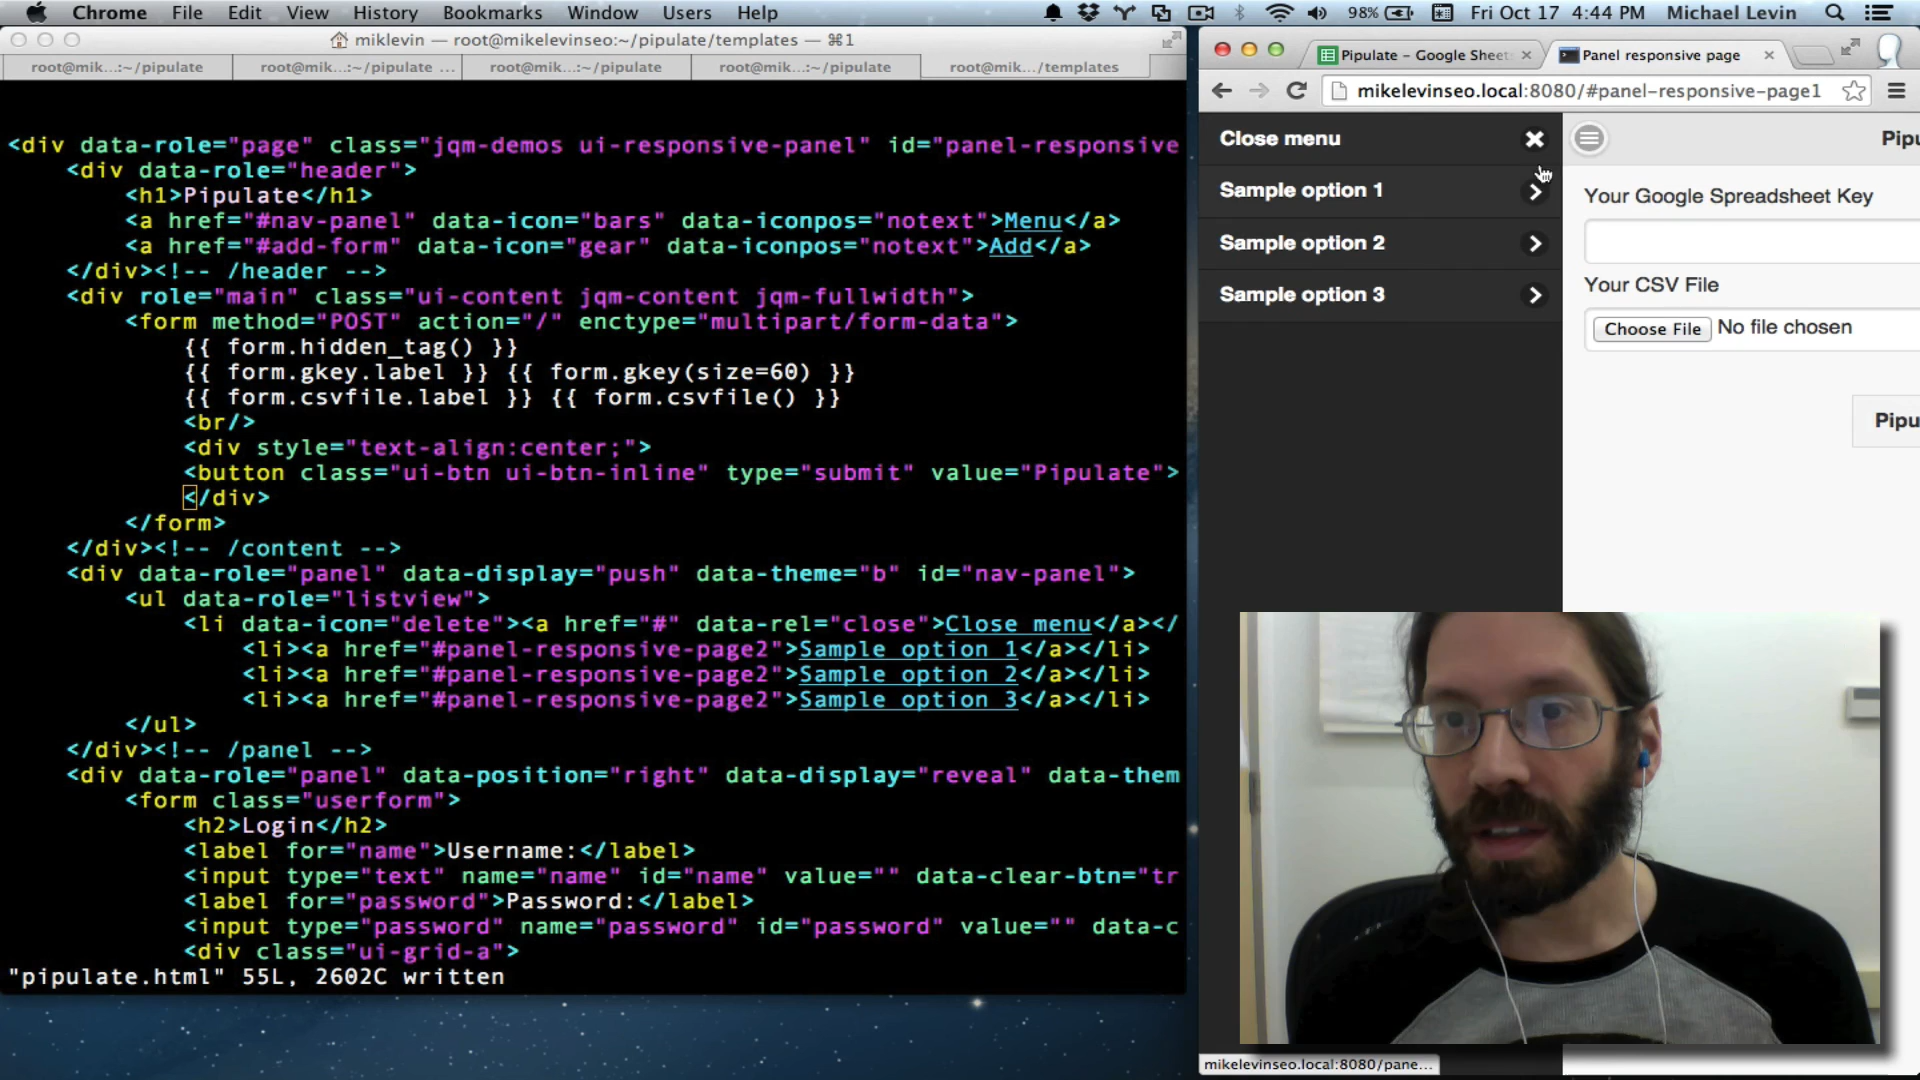 Chrome File Edit View History Bookmarks Window Users Help 98% Fri Oct 17 4:44 PM Michael Levin
miklevin — root@mikelevinseo:~/pipulate/templates — ⌘1
root@mik...:~/pipulate root@mik...:~/pipulate ... root@mik...:~/pipulate root@mik...:~/pipulate root@mik.../templates
<div data-role="page" class="jqm-demos ui-responsive-panel" id="panel-responsive
<div data-role="header">
<h1>Pipulate</h1>
<a href="#nav-panel" data-icon="bars" data-iconpos="notext">Menu</a>
<a href="#add-form" data-icon="gear" data-iconpos="notext">Add</a>
</div><!-- /header -->
<div role="main" class="ui-content jqm-content jqm-fullwidth">
<form method="POST" action="/" enctype="multipart/form-data">
{{ form.hidden_tag() }}
{{ form.gkey.label }} {{ form.gkey(size=60) }}
{{ form.csvfile.label }} {{ form.csvfile() }}
<br/>
<div style="text-align:center;">
<button class="ui-btn ui-btn-inline" type="submit" value="Pipulate">
</div>
</form>
</div><!-- /content -->
<div data-role="panel" data-display="push" data-theme="b" id="nav-panel">
<ul data-role="listview">
<li data-icon="delete"><a href="#" data-rel="close">Close menu</a></
<li><a href="#panel-responsive-page2">Sample option 1</a></li>
<li><a href="#panel-responsive-page2">Sample option 2</a></li>
<li><a href="#panel-responsive-page2">Sample option 3</a></li>
</ul>
</div><!-- /panel -->
<div data-role="panel" data-position="right" data-display="reveal" data-them
<form class="userform">
<h2>Login</h2>
<label for="name">Username:</label>
<input type="text" name="name" id="name" value="" data-clear-btn="tr
<label for="password">Password:</label>
<input type="password" name="password" id="password" value="" data-c
<div class="ui-grid-a">
"pipulate.html" 55L, 2602C written
Pipulate - Google Sheet Panel responsive page
mikelevinseo.local:8080/#panel-responsive-page1
Close menu
Sample option 1
Sample option 2
Sample option 3
Pipu
Your Google Spreadsheet Key
Your CSV File
Choose File No file chosen
Pipu
mikelevinseo.local:8080/pane...